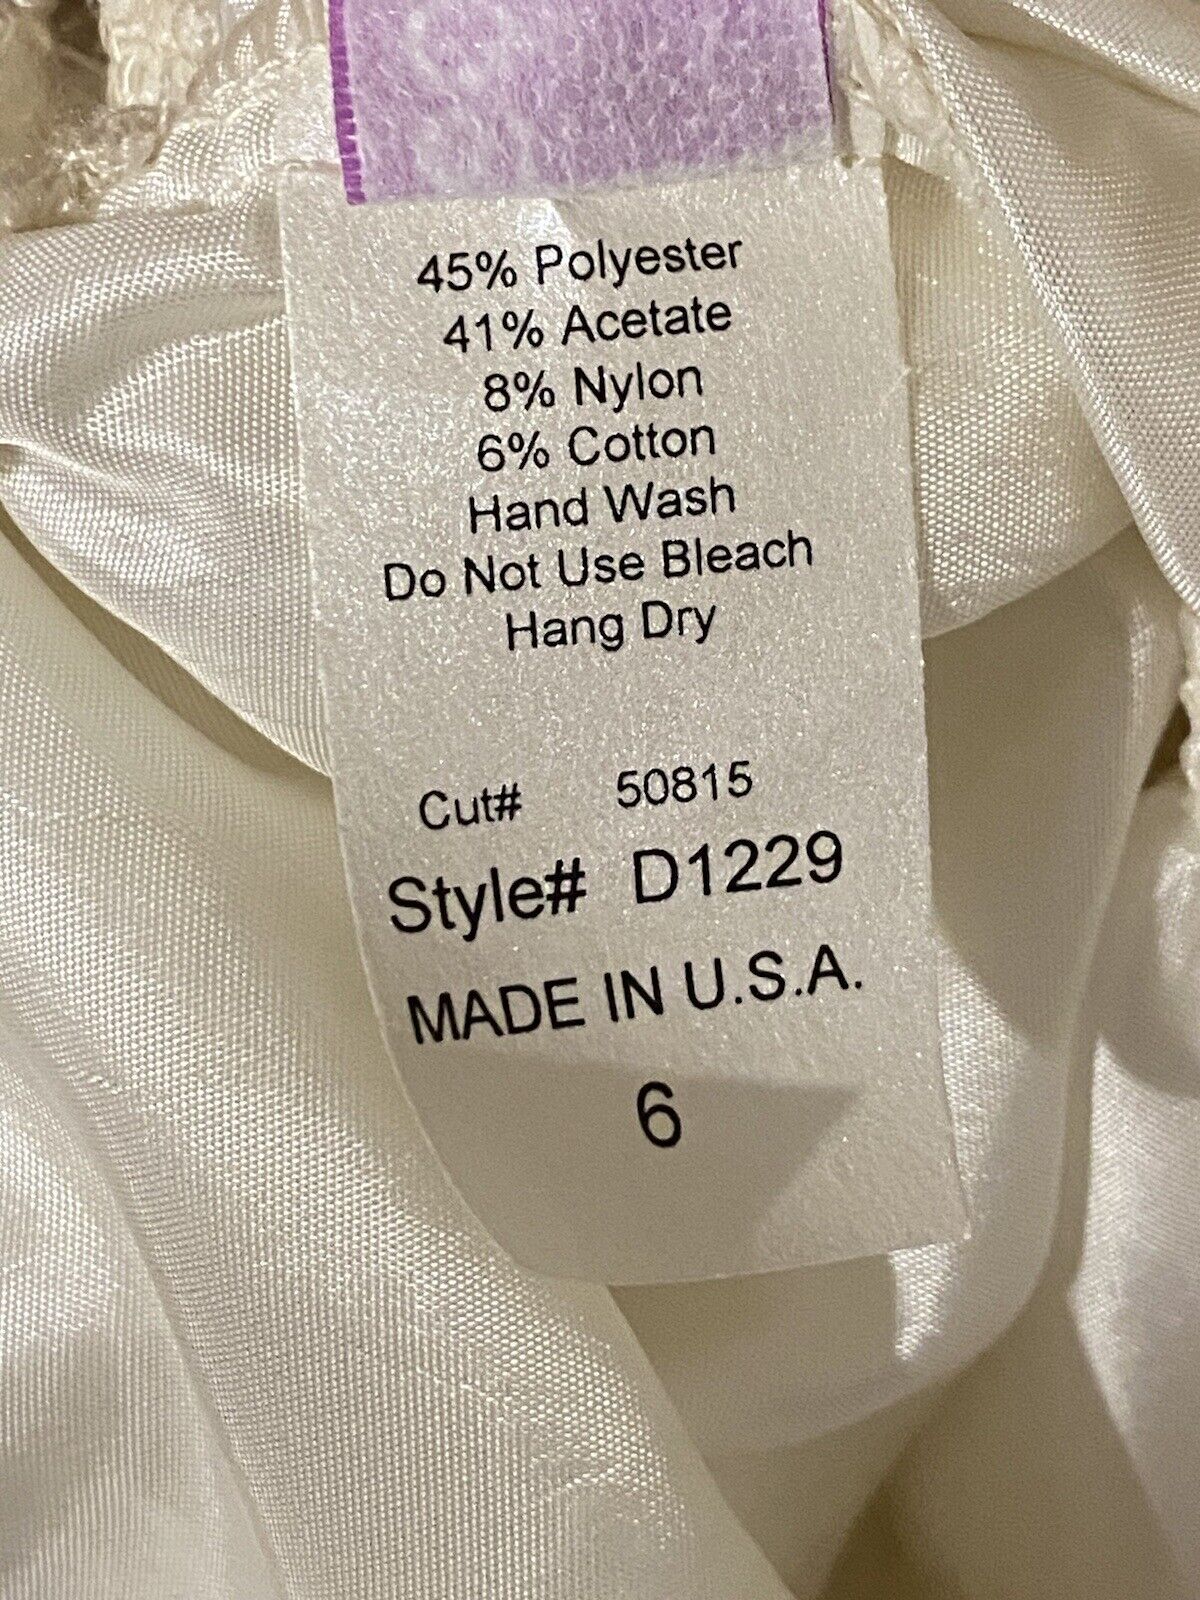 45% Polyester
41% Acetate
8% Nylon
6% Cotton
Hand Wash
Do Not Use Bleach
Hang Dry
Cut# 50815
Style# D1229
MADE IN U.S.A.
6